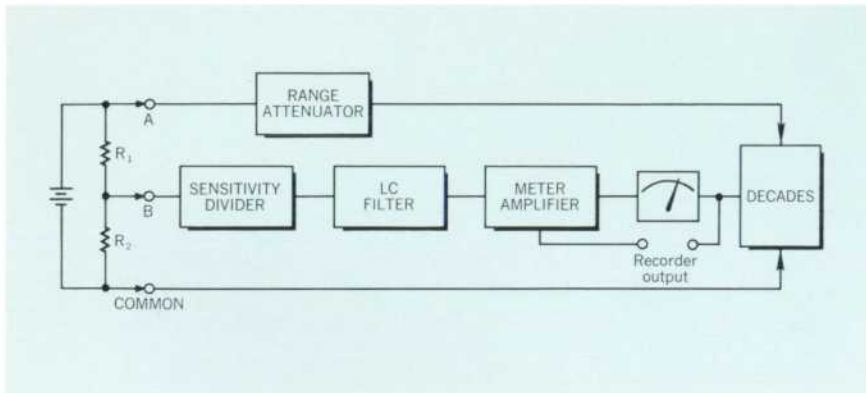 RANGE
ATTENUATOR
A
R₁
SENSITIVITY
DIVIDER
LC
FILTER
METER
AMPLIFIER
DECADES
B
R₂
Recorder
output
COMMON